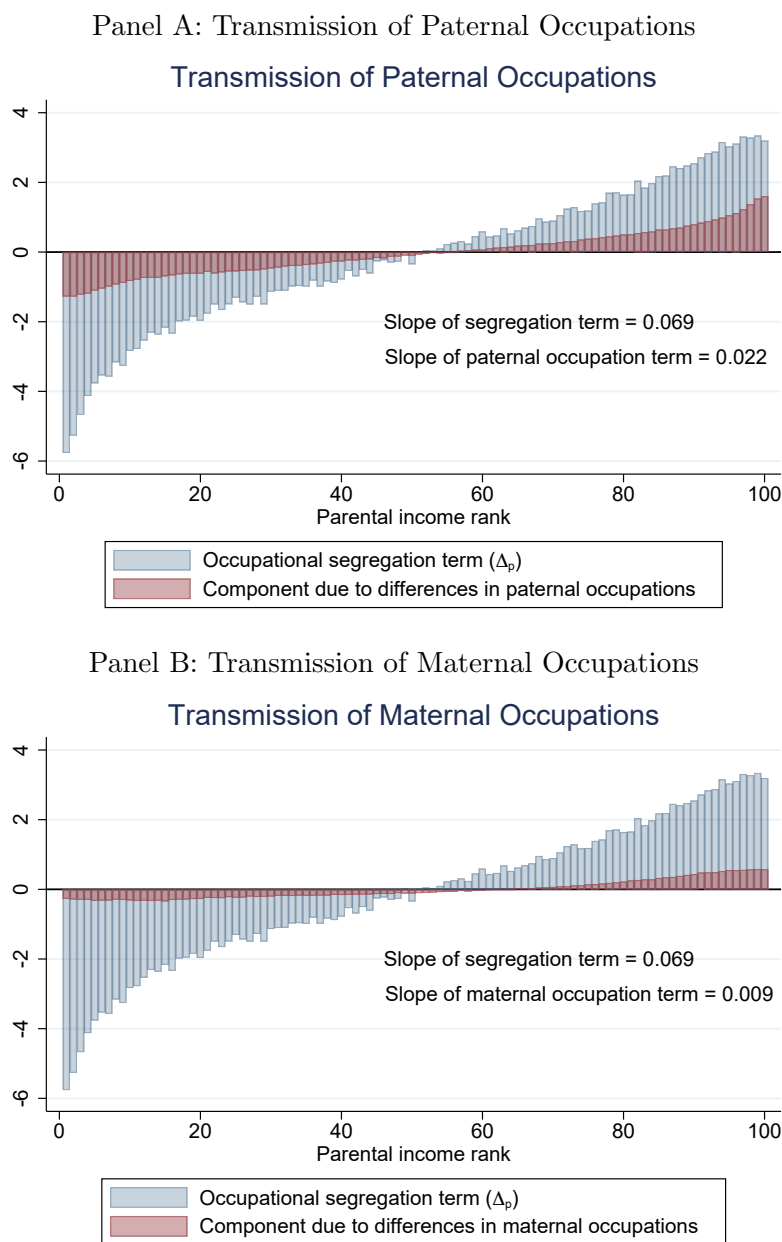 Panel A: Transmission of Paternal Occupations
Transmission of Paternal Occupations
4
2
0
-2
-4
-6
Slope of segregation term = 0.069
Slope of paternal occupation term = 0.022
0 20 40 60 80 100
Parental income rank
Occupational segregation term (Δp)
Component due to differences in paternal occupations
Panel B: Transmission of Maternal Occupations
Transmission of Maternal Occupations
4
2
0
-2
-4
-6
Slope of segregation term = 0.069
Slope of maternal occupation term = 0.009
0 20 40 60 80 100
Parental income rank
Occupational segregation term (Δp)
Component due to differences in maternal occupations